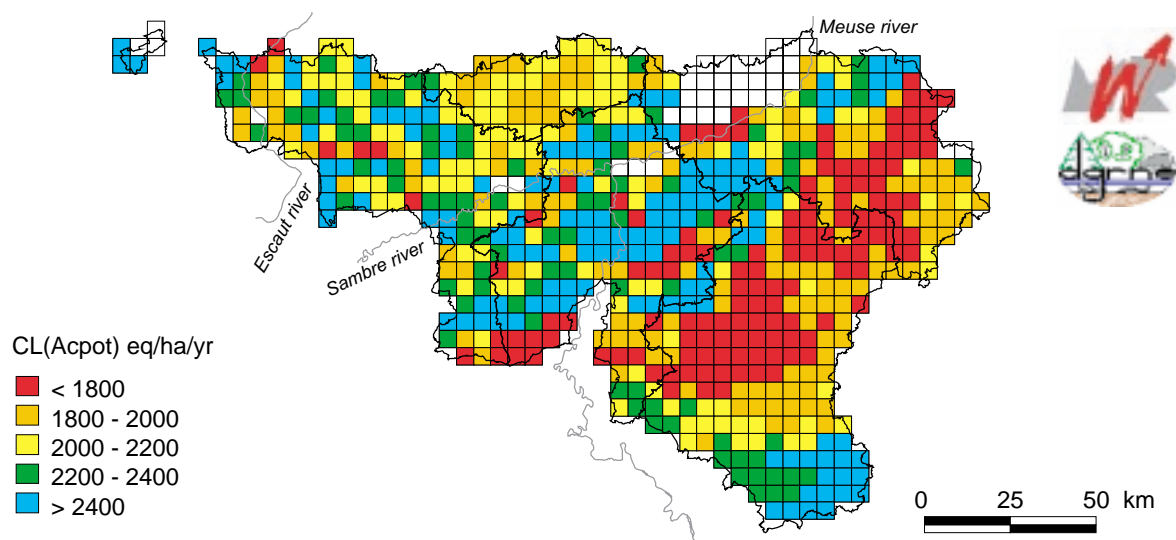 Meuse river
Escaut river
Sambre river
CL(Acpot) eq/ha/yr
< 1800
1800 - 2000
2000 - 2200
2200 - 2400
> 2400
0 25 50 km
dgrne